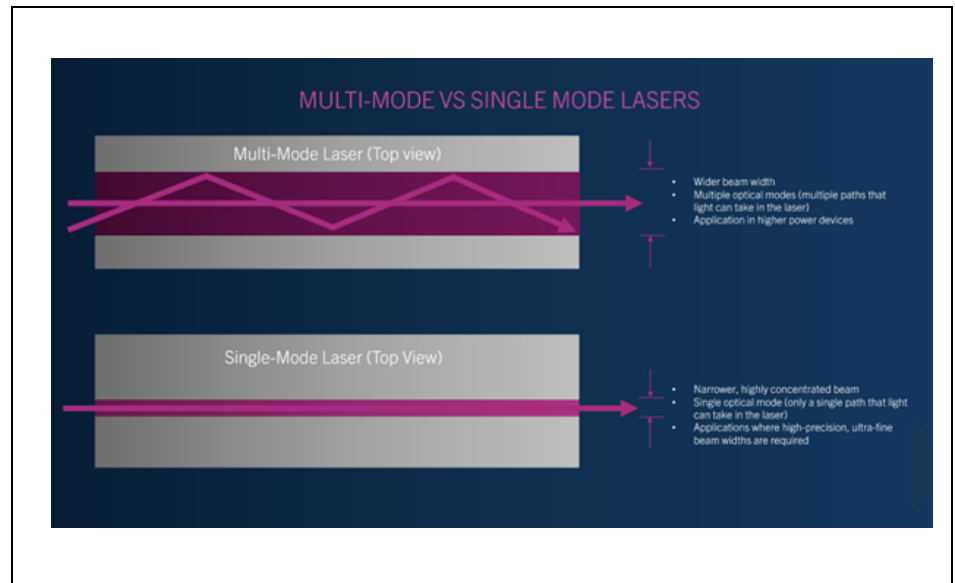 MULTI-MODE VS SINGLE MODE LASERS
Multi-Mode Laser (Top view)
• Wider beam width
• Multiple optical modes (multiple paths that
light can take in the laser)
• Application in higher power devices
Single-Mode Laser (Top View)
• Narrower, highly concentrated beam
• Single optical mode (only a single path that light
can take in the laser)
• Applications where high-precision, ultra-fine
beam widths are required